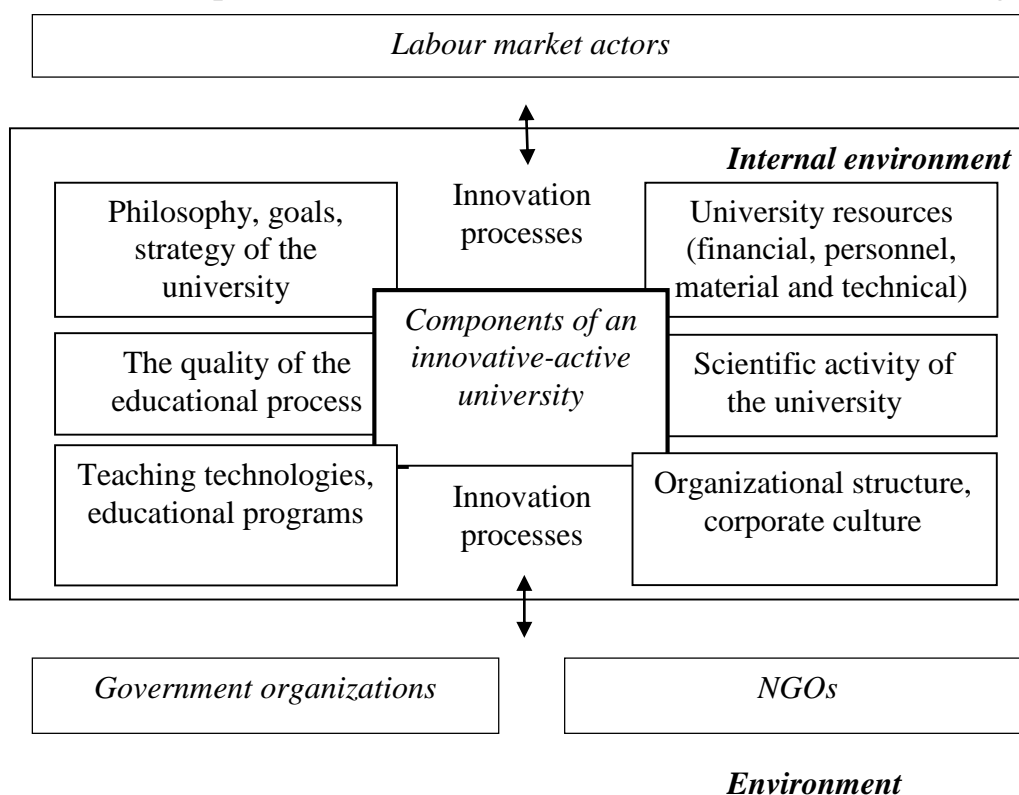 Labour market actors
Internal environment
Philosophy, goals,
strategy of the
university
Innovation
processes
University resources
(financial, personnel,
material and technical)
Components of an
innovative-active
university
The quality of the
educational process
Scientific activity of
the university
Teaching technologies,
educational programs
Innovation
processes
Organizational structure,
corporate culture
Government organizations
NGOs
Environment